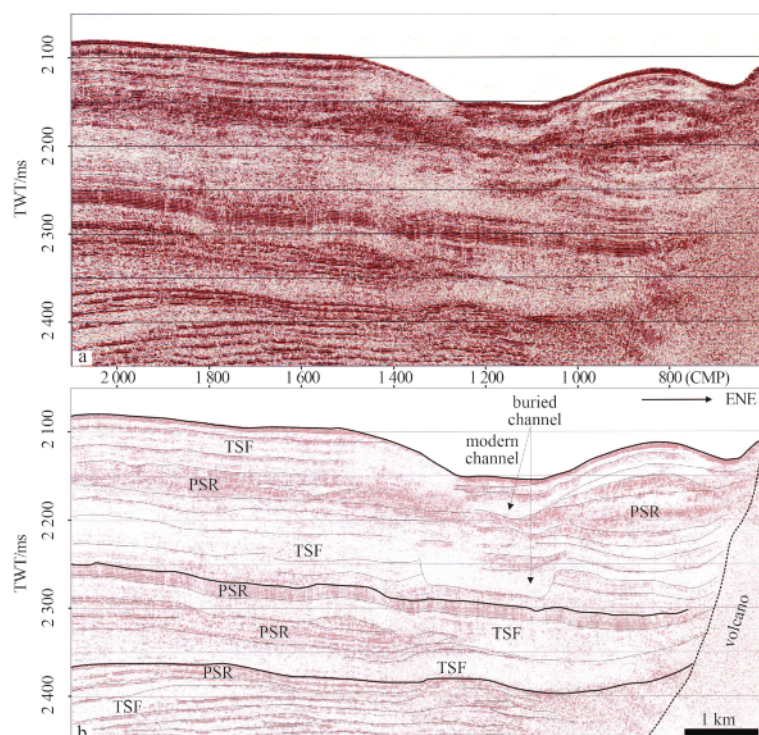 TWT/ms
2 100
2 200
2 300
2 400
a
2 000
1 800
1 600
1 400
1 200
1 000
800 (CMP)
ENE
buried
channel
modern
channel
TWT/ms
2 100
2 200
2 300
2 400
TSF
PSR
PSR
TSF
PSR
PSR
TSF
PSR
TSF
TSF
volcano
1 km
b